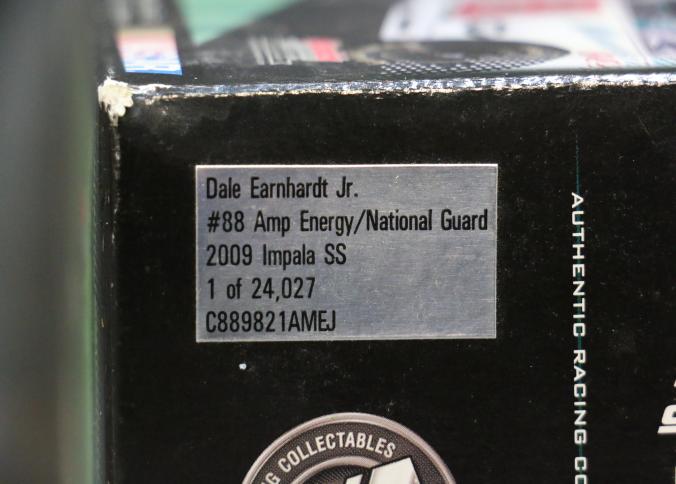 Dale Earnhardt Jr.
#88 Amp Energy/National Guard
2009 Impala SS
1 of 24,027
C889821AMEJ
AUTHENTIC RACING CO
G COLLECTABLES